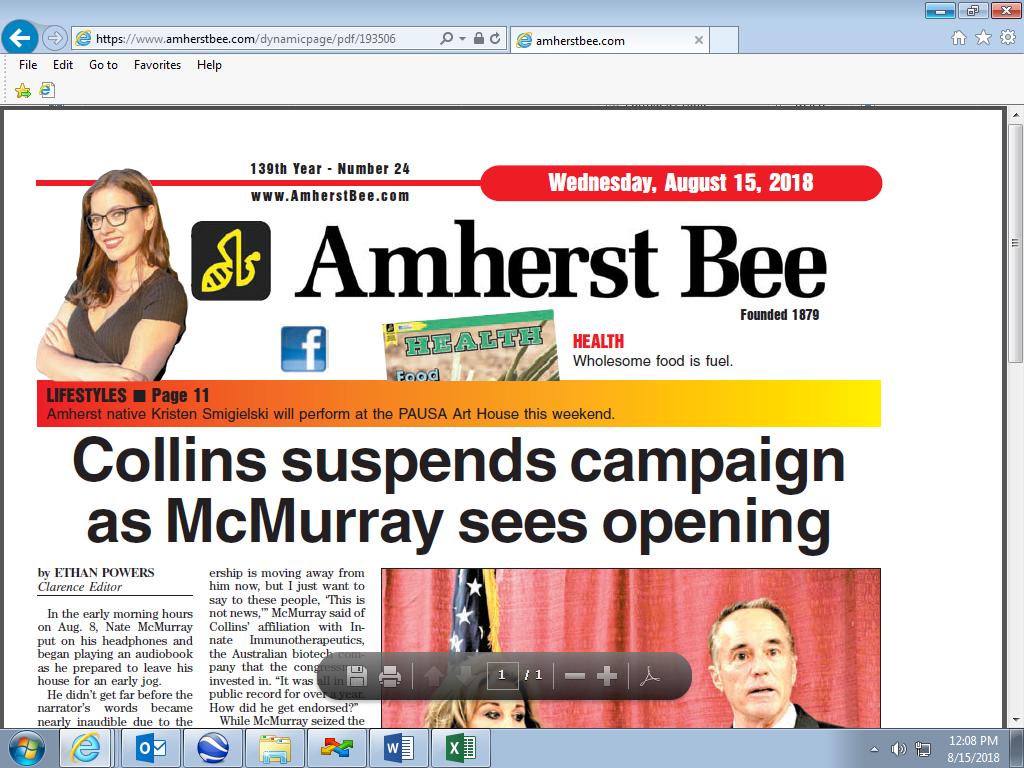 https://www.amherstbee.com/dynamicpage/pdf/193506
amherstbee.com
File Edit Go to Favorites Help
139th Year - Number 24
www.AmherstBee.com
Wednesday, August 15, 2018
Amherst Bee
Founded 1879
HEALTH
Food
HEALTH
Wholesome food is fuel.
LIFESTYLES ■ Page 11
Amherst native Kristen Smigielski will perform at the PAUSA Art House this weekend.
Collins suspends campaign
as McMurray sees opening
by ETHAN POWERS
Clarence Editor
In the early morning hours
on Aug. 8, Nate McMurray
put on his headphones and
began playing an audiobook
as he prepared to leave his
house for an early jog.
He didn't get far before the
narrator's words became
nearly inaudible due to the
ership is moving away from
him now, but I just want to
say to these people, 'This is
not news,'" McMurray said of
Collins' affiliation with In-
nate Immunotherapeutics,
the Australian biotech com-
pany that the congress
invested in. "It was all in
public record for over a year.
How did he get endorsed?"
While McMurray seized the
1 / 1
12:08 PM
8/15/2018